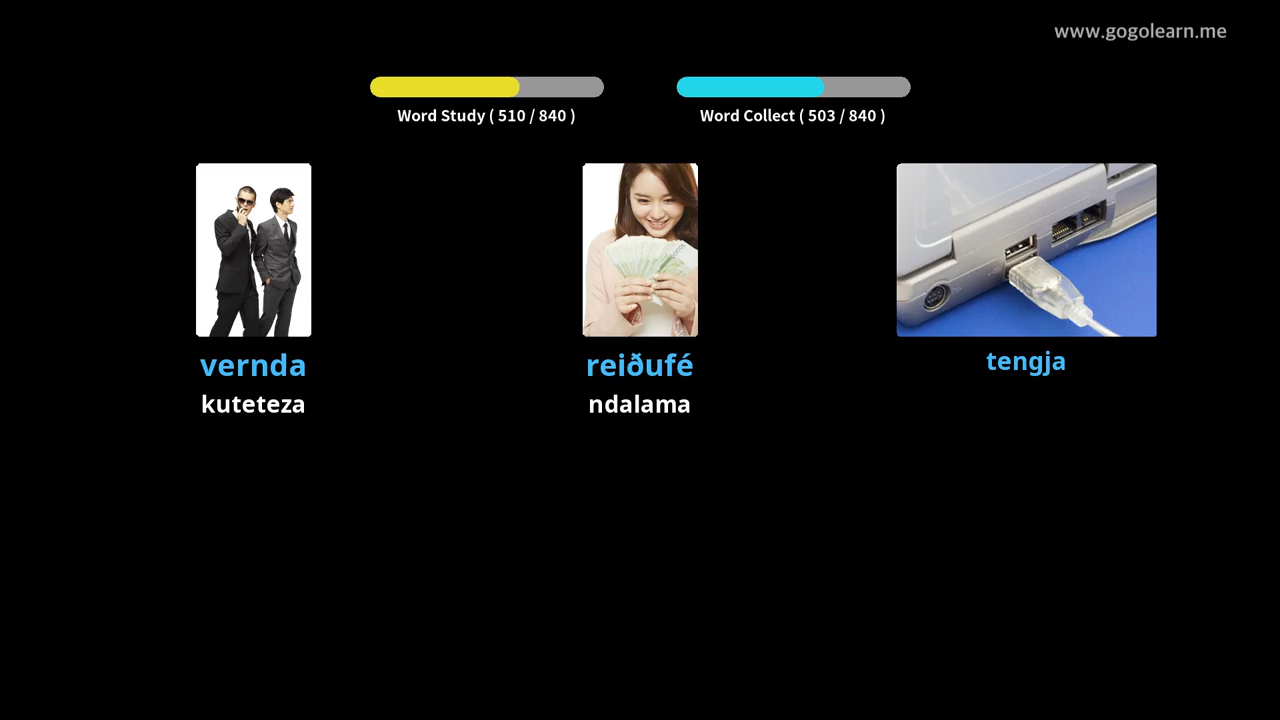 www.gogolearn.me
Word Study ( 510 / 840 )
Word Collect ( 503 / 840 )
vernda
kuteteza
reiðufé
ndalama
tengja